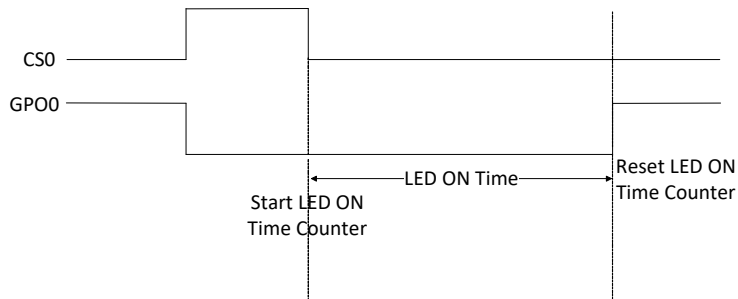 CS0
GPO0
LED ON Time
Start LED ON
Time Counter
Reset LED ON
Time Counter